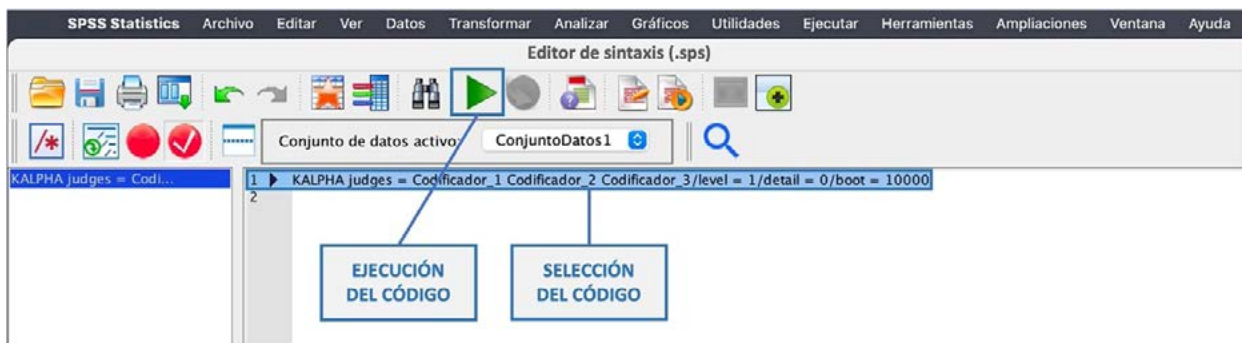 SPSS Statistics Archivo Editar Ver Datos Transformar Analizar Gráficos Utilidades Ejecutar Herramientas Ampliaciones Ventana Ayuda
Editor de sintaxis (.sps)
Conjunto de datos activo: ConjuntoDatos1
KALPHA judges = Codi...
1 KALPHA judges = Codificador_1 Codificador_2 Codificador_3/level = 1/detail = 0/boot = 10000
2
EJECUCIÓN
DEL CÓDIGO
SELECCIÓN
DEL CÓDIGO